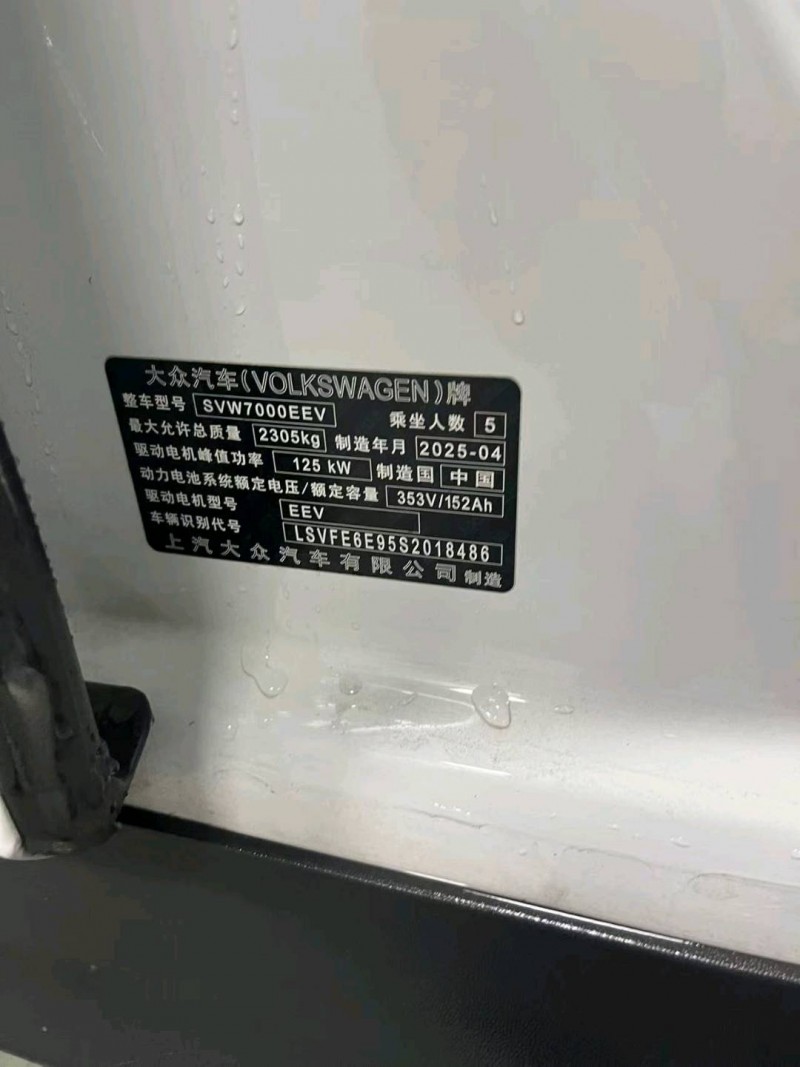 大众汽车(VOLKSWAGEN)牌
整车型号 SVW7000EEV 乘坐人数 5
最大允许总质量 2305kg 制造年月 2025-04
驱动电机峰值功率 125 kW 制造国 中国
动力电池系统额定电压/额定容量 353V/152Ah
驱动电机型号 EEV
车辆识别代号 LSVFE6E95S2018486
上汽大众汽车有限公司 制造